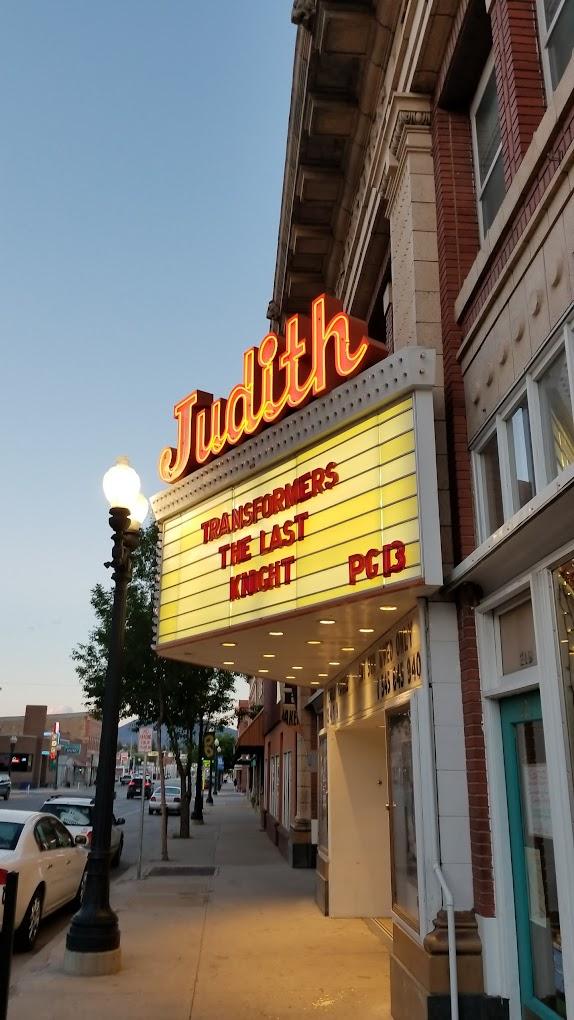 Judith
TRANSFORMERS
THE LAST
KNIGHT
PG13